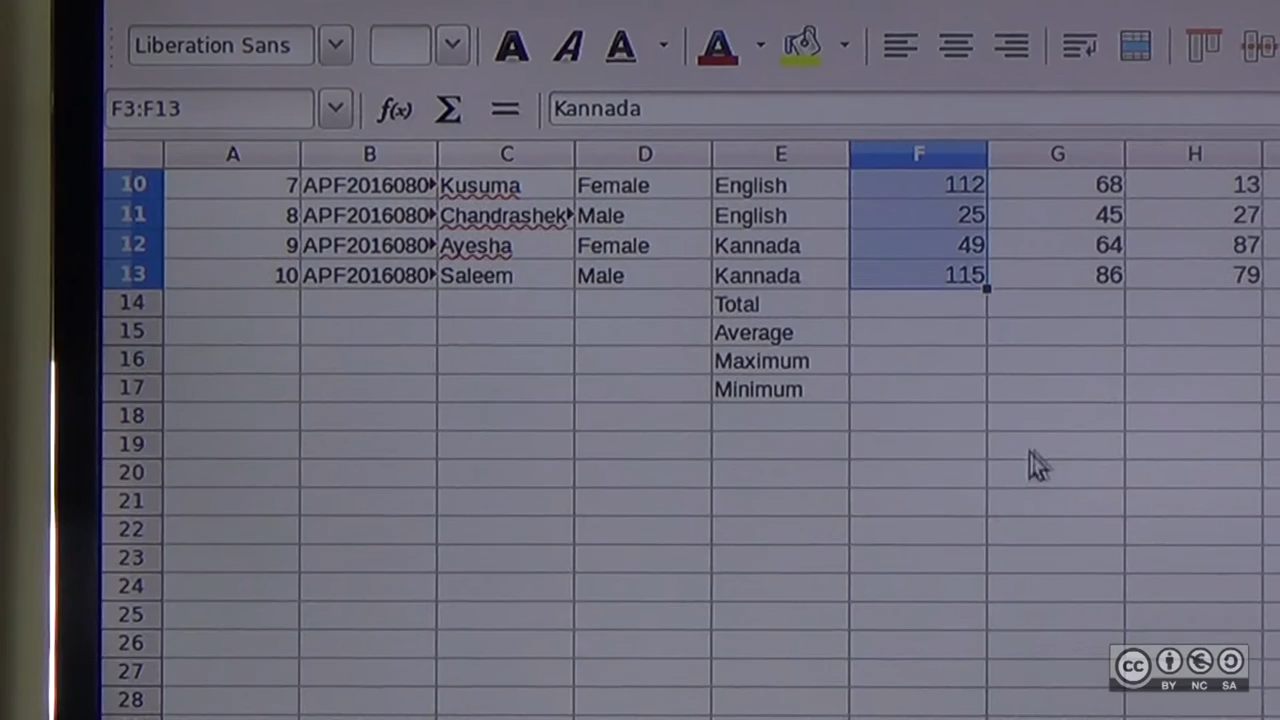 Liberation Sans
F3:F13 f(x) Σ = Kannada
A B C D E F G H
10 7 APF2016080 Kusuma Female English 112 68 13
11 8 APF2016080 Chandrashek Male English 25 45 27
12 9 APF2016080 Ayesha Female Kannada 49 64 87
13 10 APF2016080 Saleem Male Kannada 115 86 79
14 Total
15 Average
16 Maximum
17 Minimum
18
19
20
21
22
23
24
25
26
27
28
cc BY NC SA